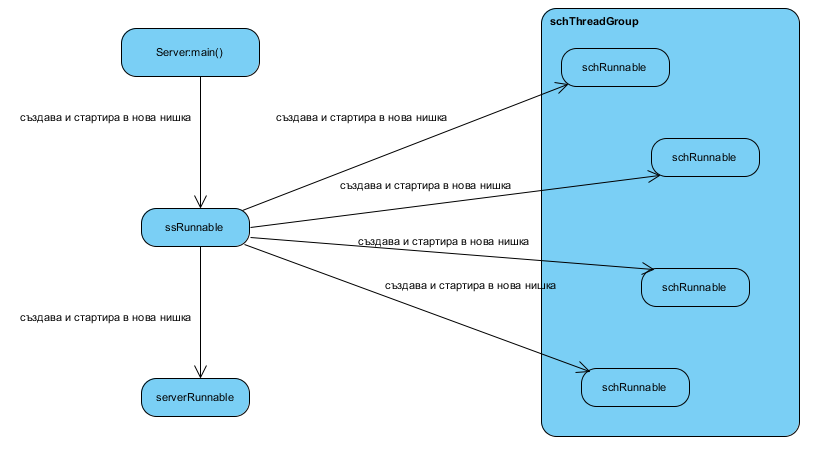 schThreadGroup
Server:main()
schRunnable
създава и стартира в нова нишка
създава и стартира в нова нишка
schRunnable
създава и стартира в нова нишка
ssRunnable
създава и стартира в нова нишка
schRunnable
създава и стартира в нова нишка
създава и стартира в нова нишка
schRunnable
serverRunnable